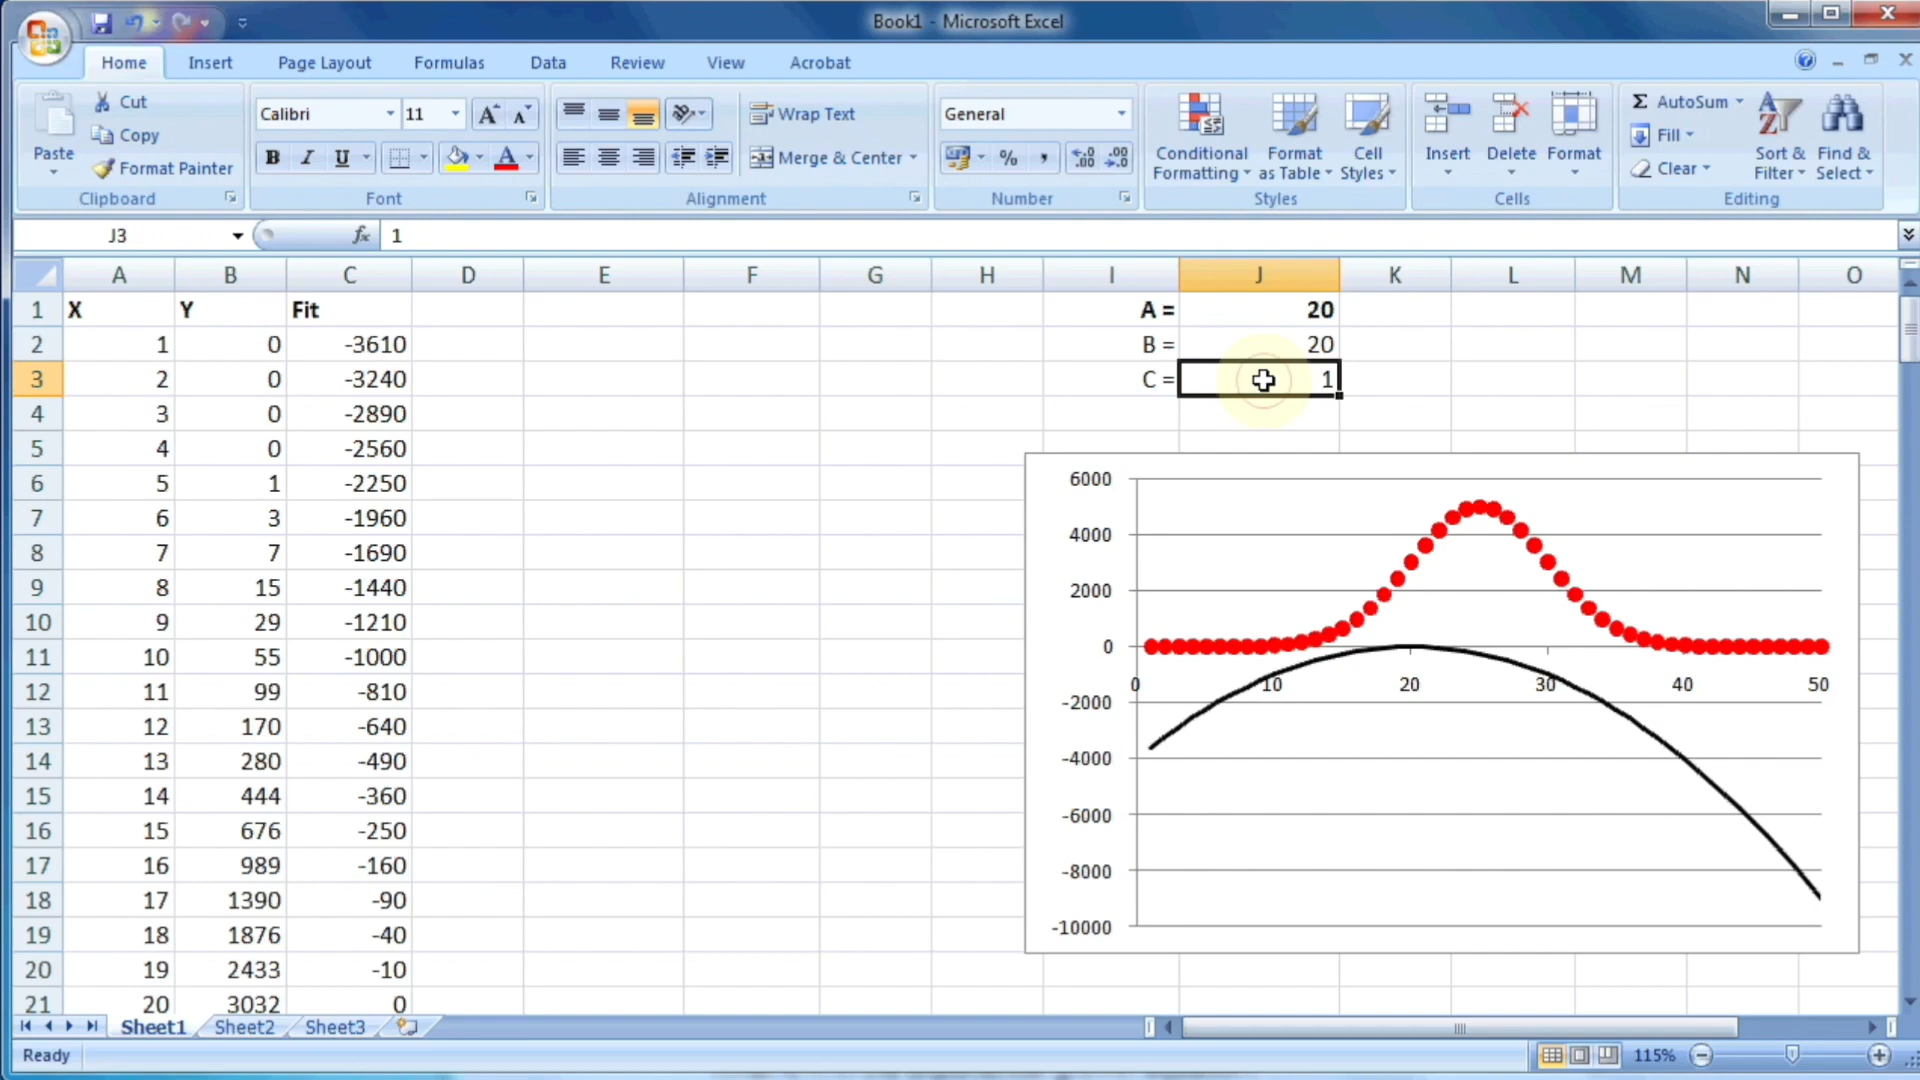 Book1 - Microsoft Excel
Home Insert Page Layout Formulas Data Review View Acrobat
Paste
Cut
Copy
Format Painter
Clipboard
Calibri 11
B I U
Font
Wrap Text
Merge & Center
Alignment
General
Number
Conditional Formatting
Format as Table
Cell Styles
Styles
Insert Delete Format
Cells
AutoSum
Fill
Clear
Sort & Filter
Find & Select
Editing
J3 fx 1
A B C D E F G H I J K L M N O
1 X Y Fit A = 20
2 1 0 -3610 B = 20
3 2 0 -3240 C = 1
4 3 0 -2890
5 4 0 -2560
6 5 1 -2250
7 6 3 -1960
8 7 7 -1690
9 8 15 -1440
10 9 29 -1210
11 10 55 -1000
12 11 99 -810
13 12 170 -640
14 13 280 -490
15 14 444 -360
16 15 676 -250
17 16 989 -160
18 17 1390 -90
19 18 1876 -40
20 19 2433 -10
21 20 3032 0
6000
4000
2000
0
0 10 20 30 40 50
-2000
-4000
-6000
-8000
-10000
Sheet1 Sheet2 Sheet3
Ready 115%